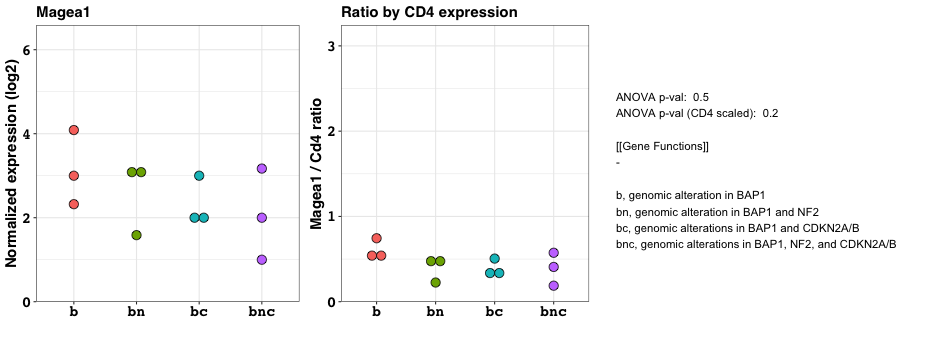 Magea1
Normalized expression (log2)
6
4
2
0
b bn bc bnc
Ratio by CD4 expression
Magea1 / Cd4 ratio
3
2
1
0
b bn bc bnc
ANOVA p-val: 0.5
ANOVA p-val (CD4 scaled): 0.2
[[Gene Functions]]
-
b, genomic alteration in BAP1
bn, genomic alteration in BAP1 and NF2
bc, genomic alterations in BAP1 and CDKN2A/B
bnc, genomic alterations in BAP1, NF2, and CDKN2A/B